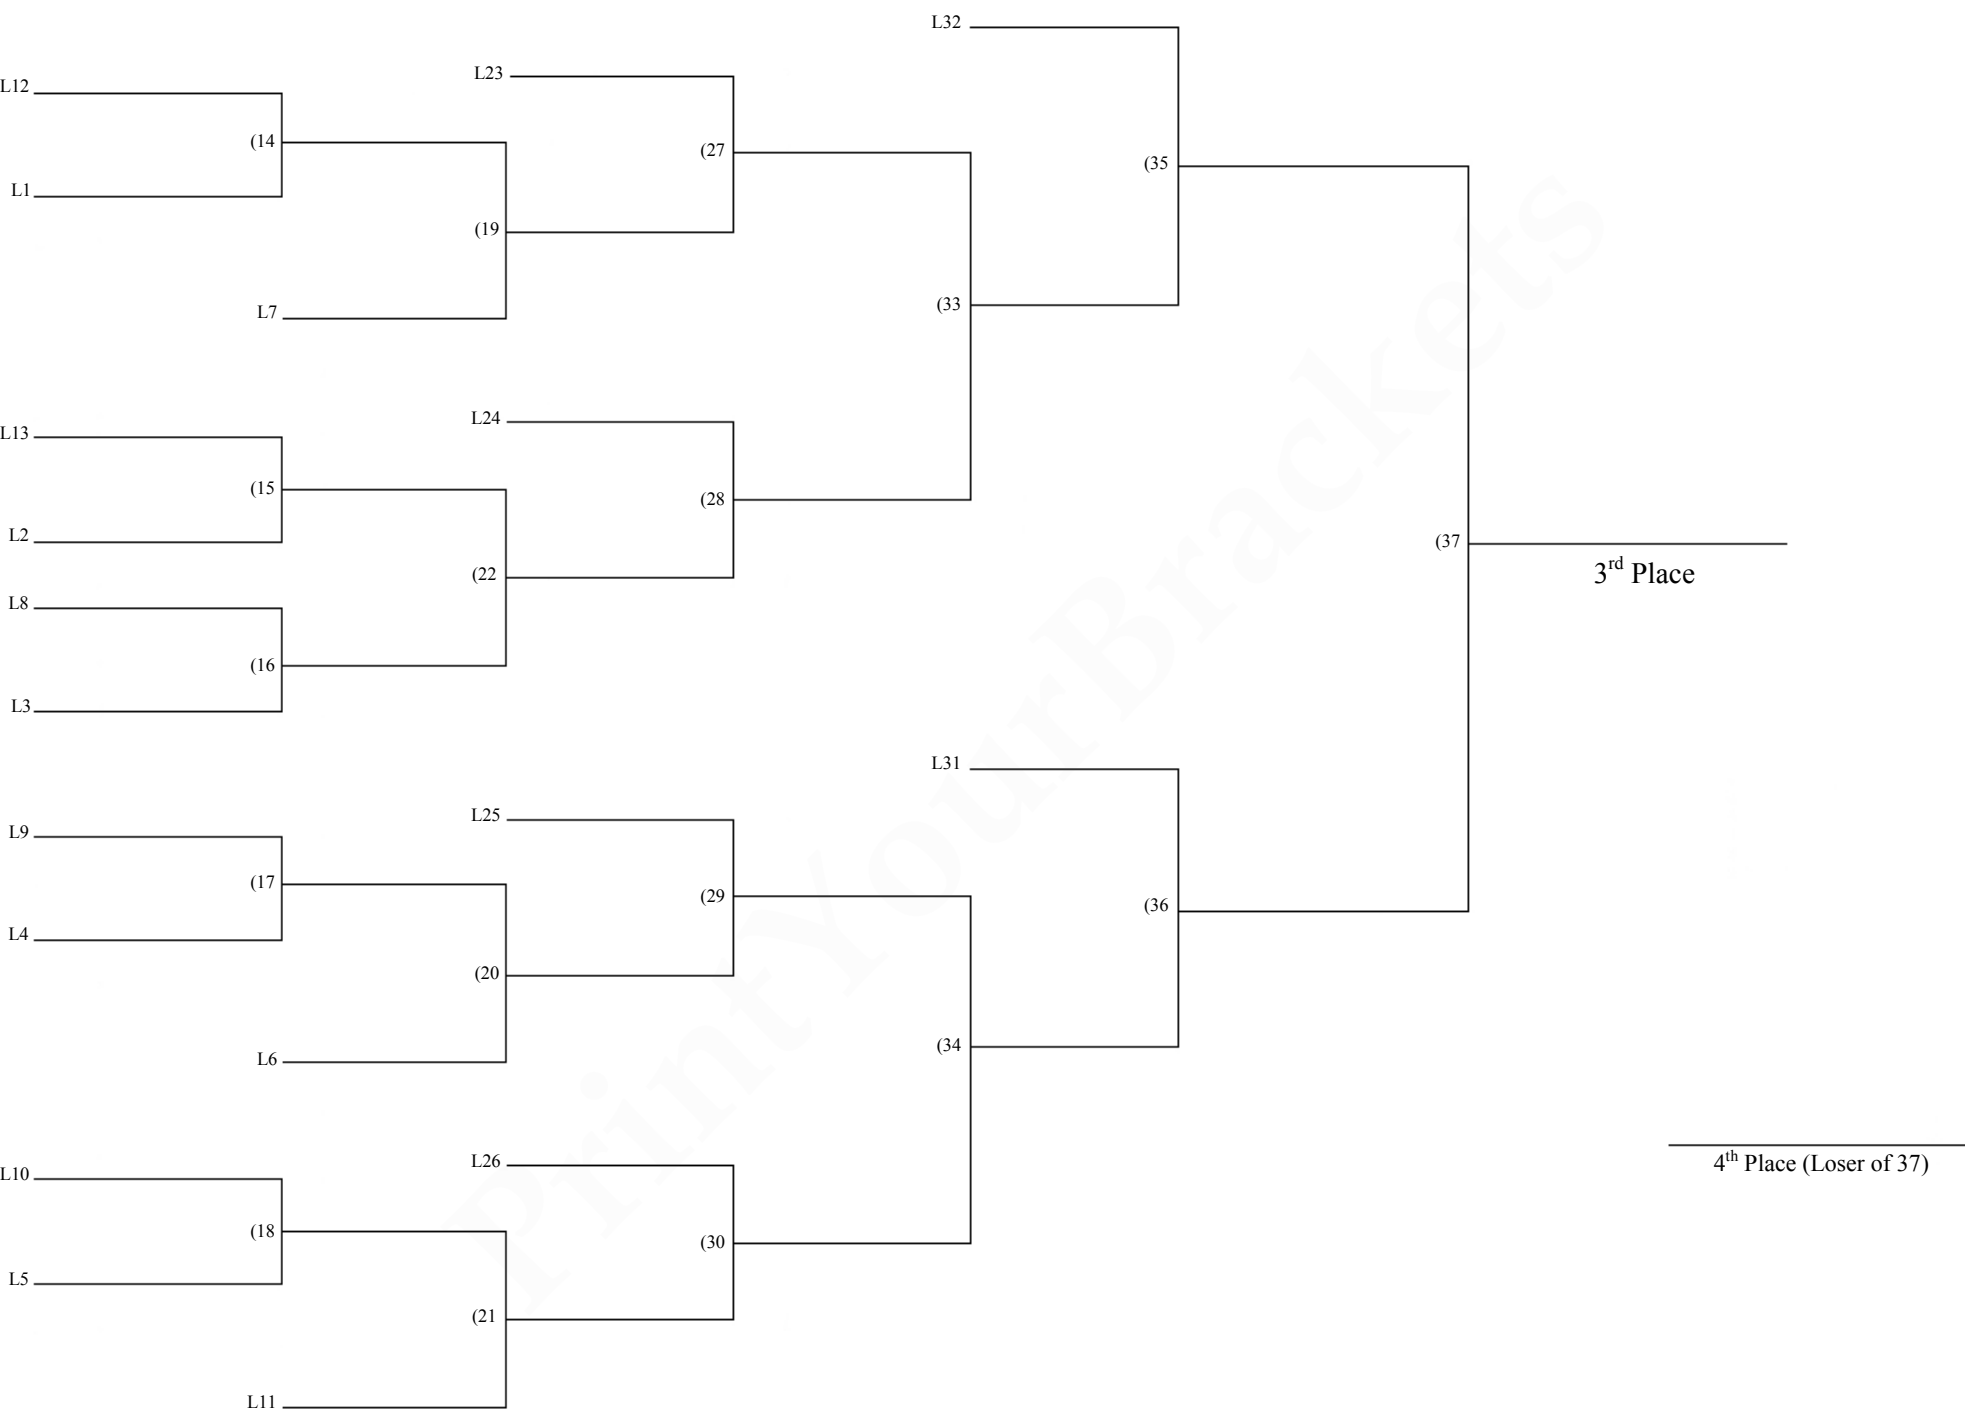 L32
L12
L23
(14
(27
(35
L1
(19
L7
(33
L24
L13
(15
(28
L2
(22
(37
3rd Place
L8
(16
L3
L31
L25
L9
(17
(29
(36
L4
(20
(34
L6
L26
L10
4th Place (Loser of 37)
(18
(30
L5
(21
L11
PrintYourBrackets